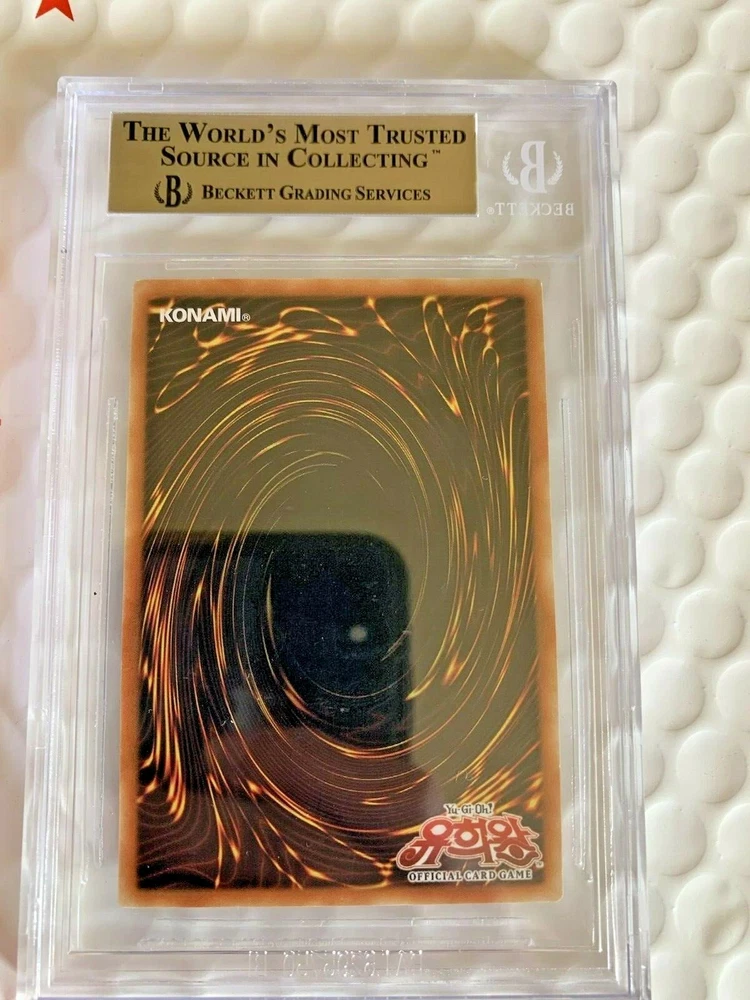 THE WORLD'S MOST TRUSTED
SOURCE IN COLLECTING™
B BECKETT GRADING SERVICES
B
BECKETT®
KONAMI®
Yu-Gi-Oh!
유희왕
OFFICIAL CARD GAME